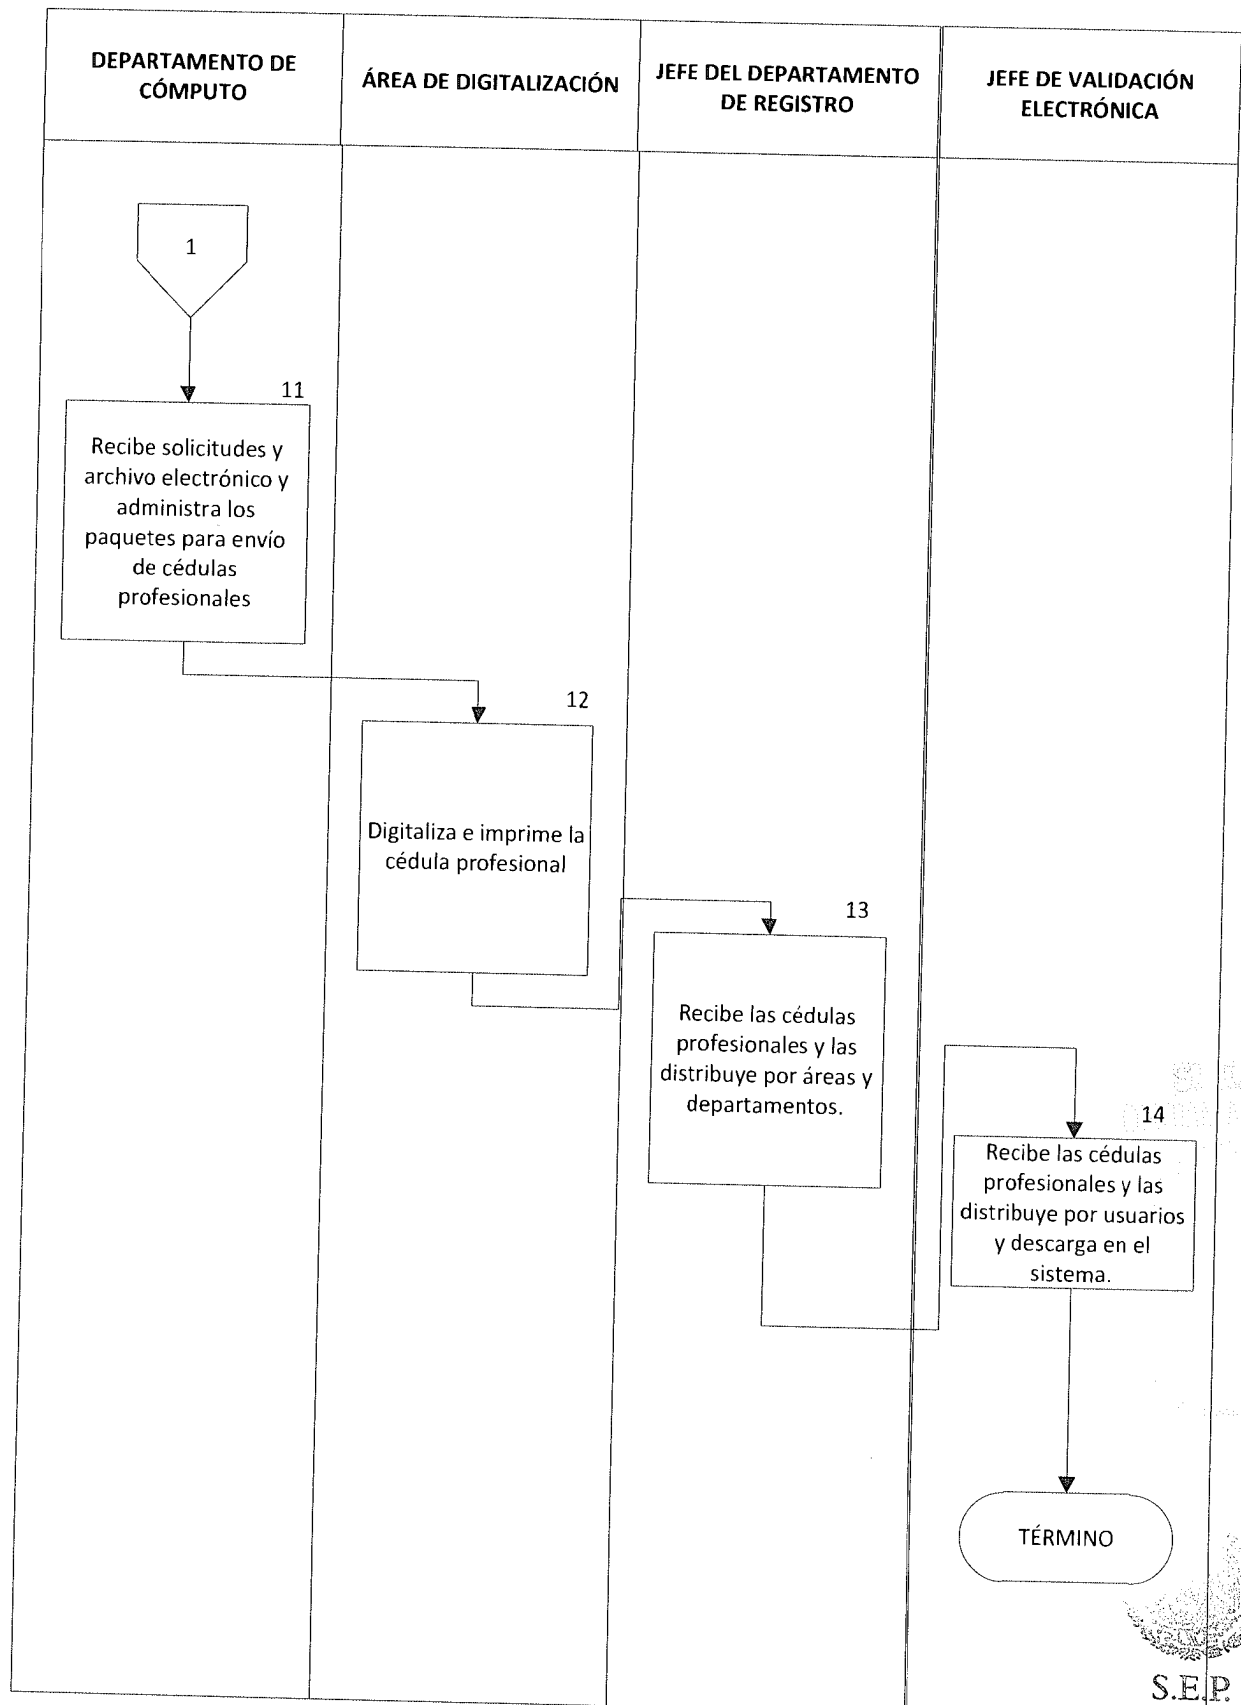 DEPARTAMENTO DE
CÓMPUTO
ÁREA DE DIGITALIZACIÓN
JEFE DEL DEPARTAMENTO
DE REGISTRO
JEFE DE VALIDACIÓN
ELECTRÓNICA
1
11
Recibe solicitudes y
archivo electrónico y
administra los
paquetes para envío
de cédulas
profesionales
12
Digitaliza e imprime la
cédula profesional
13
Recibe las cédulas
profesionales y las
distribuye por áreas y
departamentos.
14
Recibe las cédulas
profesionales y las
distribuye por usuarios
y descarga en el
sistema.
TÉRMINO
S.E.P.